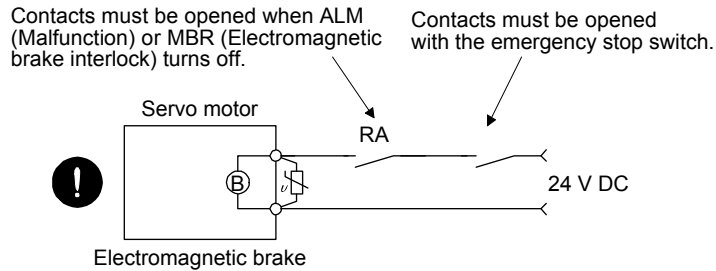 Contacts must be opened when ALM
(Malfunction) or MBR (Electromagnetic
brake interlock) turns off.
Contacts must be opened
with the emergency stop switch.
Servo motor
RA
B
υ
24 V DC
Electromagnetic brake